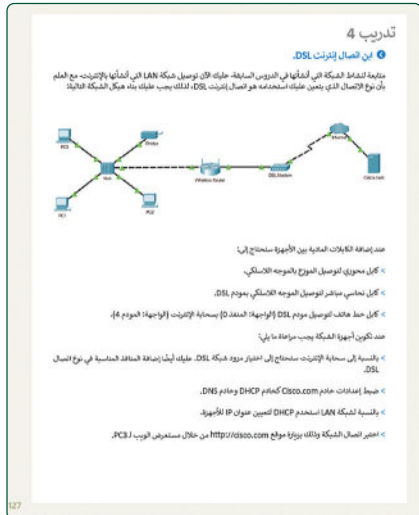 تدريب 4
ابنِ اتصال إنترنت DSL.
متابعة لنشاط الشبكة التي أنشأتها في الدروس السابقة، عليك الآن توصيل شبكة LAN التي أنشأتها بالإنترنت، مع العلم
بأن نوع الاتصال الذي يتعين عليك استخدامه هو اتصال إنترنت DSL، لذلك يجب عليك بناء هيكل الشبكة التالية:
PC0
Printer
Internet
Hub
Wireless Router
DSL Modem
Cisco.com
PC1
PC2
عند إضافة الكابلات المادية بين الأجهزة ستحتاج إلى:
> كابل محوري لتوصيل الموزع بالموجه اللاسلكي.
> كابل نحاسي مباشر لتوصيل الموجه اللاسلكي بمودم DSL.
> كابل خط هاتف لتوصيل مودم DSL (الواجهة: المنفذ 0) بسحابة الإنترنت (الواجهة: المودم 4).
عند تكوين أجهزة الشبكة يجب مراعاة ما يلي:
> بالنسبة إلى سحابة الإنترنت ستحتاج إلى اختيار مزود شبكة DSL. عليك أيضًا إضافة المنافذ المناسبة في نوع اتصال
DSL.
> ضبط إعدادات خادم Cisco.com كخادم DHCP وخادم DNS.
> بالنسبة لشبكة LAN استخدم DHCP لتعيين عنوان IP للأجهزة.
> اختبر اتصال الشبكة وذلك بزيارة موقع http://cisco.com من خلال مستعرض الويب لـ PC3.
127